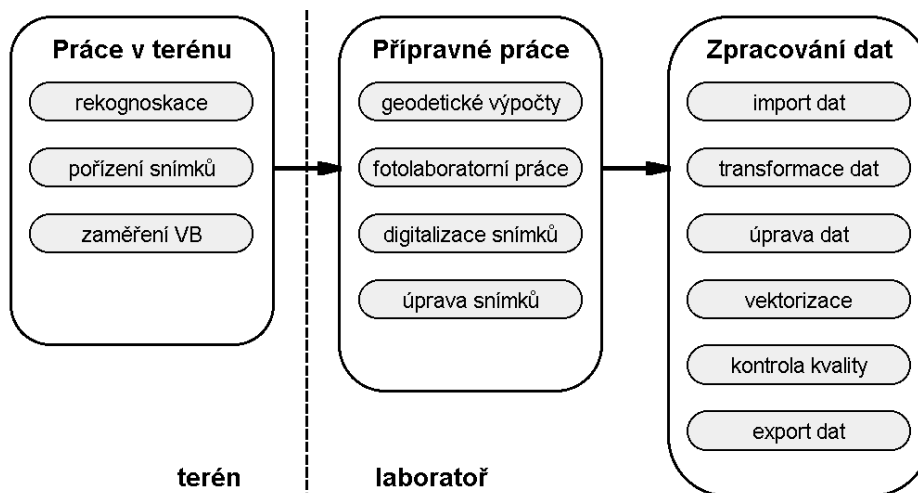 Práce v terénu
rekognoskace
pořízení snímků
zaměření VB
Přípravné práce
geodetické výpočty
fotolaboratorní práce
digitalizace snímků
úprava snímků
Zpracování dat
import dat
transformace dat
úprava dat
vektorizace
kontrola kvality
export dat
terén
laboratoř